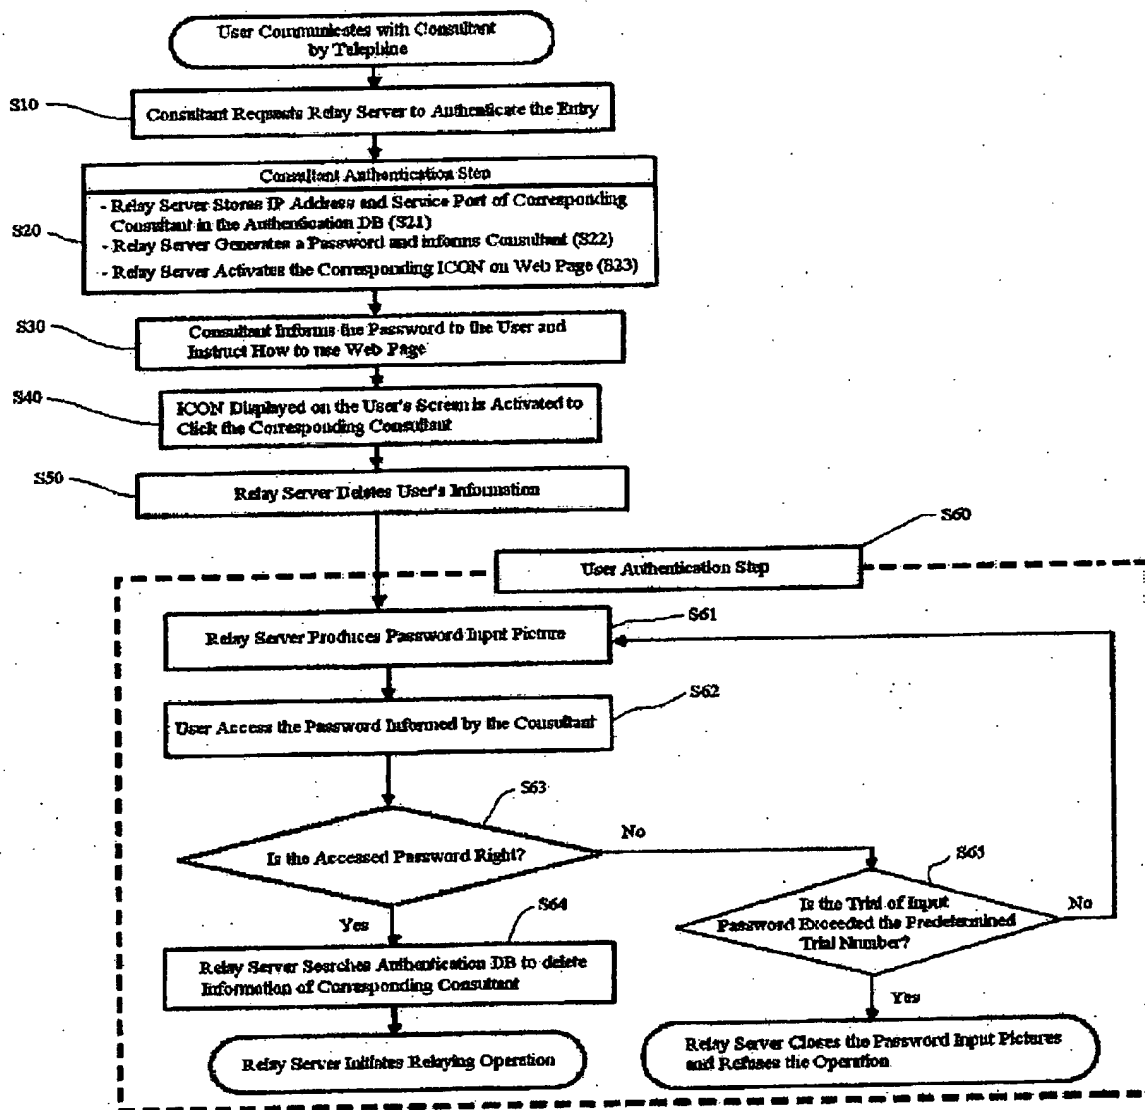 User Communicates with Consultant
by Telephine
S10
Consultant Requests Relay Server to Authenticate the Entry
Consultant Authentication Step
S20
- Relay Server Stores IP Address and Service Port of Corresponding
Consultant in the Authentication DB (S21)
- Relay Server Generates a Password and informs Consultant (S22)
- Relay Server Activates the Corresponding ICON on Web Page (S23)
S30
Consultant Informs the Password to the User and
Instruct How to use Web Page
S40
ICON Displayed on the User's Screen is Activated to
Click the Corresponding Consultant
S50
Relay Server Deletes User's Information
S60
User Authentication Step
S61
Relay Server Produces Password Input Picture
S62
User Access the Password Informed by the Consultant
S63
Is the Accessed Password Right?
No
S65
Is the Trial of Input
Password Exceeded the Predetermined
Trial Number?
No
Yes
S64
Relay Server Searches Authentication DB to delete
Information of Corresponding Consultant
Yes
Relay Server Initiates Relaying Operation
Relay Server Closes the Password Input Pictures
and Refuses the Operation